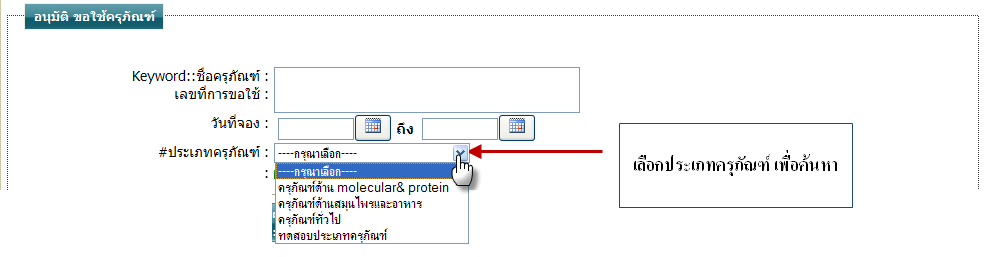 อนุมัติ ขอใช้ครุภัณฑ์
Keyword::ชื่อครุภัณฑ์ :
เลขที่การขอใช้ :
วันที่จอง : ถึง
#ประเภทครุภัณฑ์ : ----กรุณาเลือก----
: ----กรุณาเลือก----
ครุภัณฑ์ด้าน molecular& protein
ครุภัณฑ์ด้านสมุนไพรและอาหาร
ครุภัณฑ์ทั่วไป
ทดสอบประเภทครุภัณฑ์
เลือกประเภทครุภัณฑ์ เพื่อค้นหา